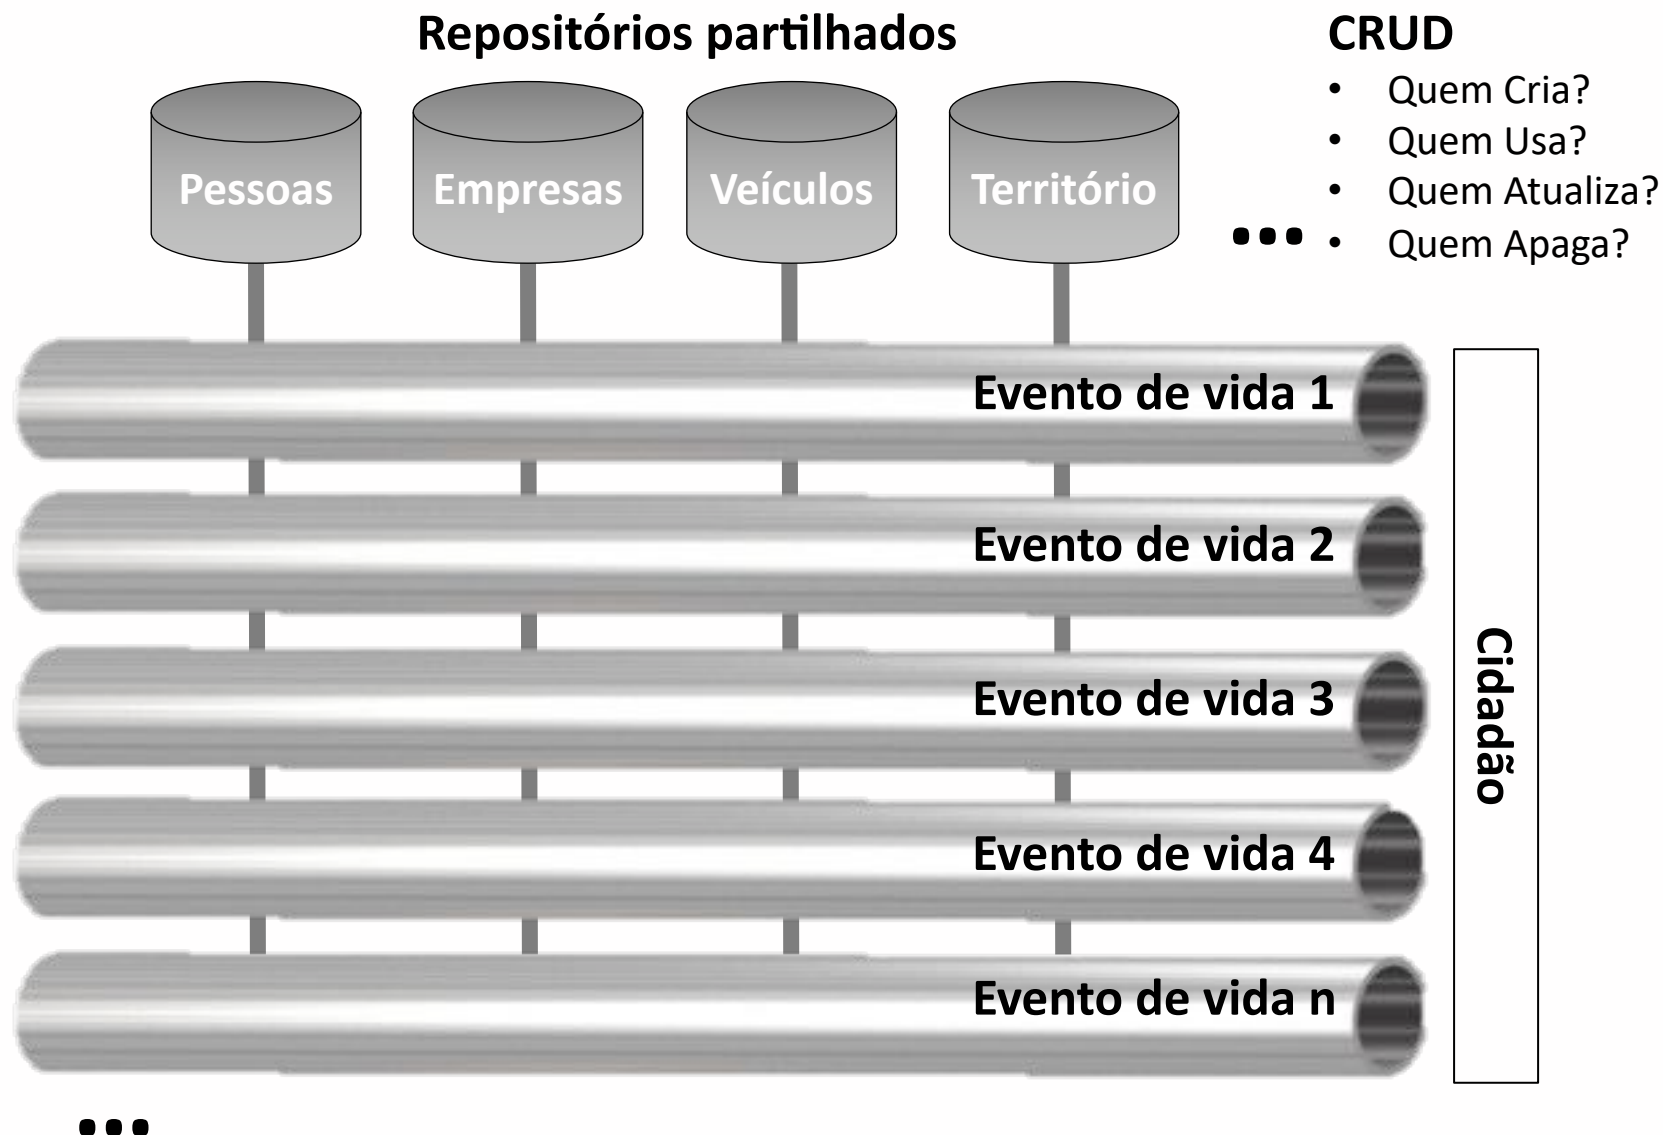 Repositórios partilhados
Pessoas
Empresas
Veículos
Território
...
CRUD
• Quem Cria?
• Quem Usa?
• Quem Atualiza?
• Quem Apaga?
Evento de vida 1
Evento de vida 2
Evento de vida 3
Evento de vida 4
Evento de vida n
Cidadão
...